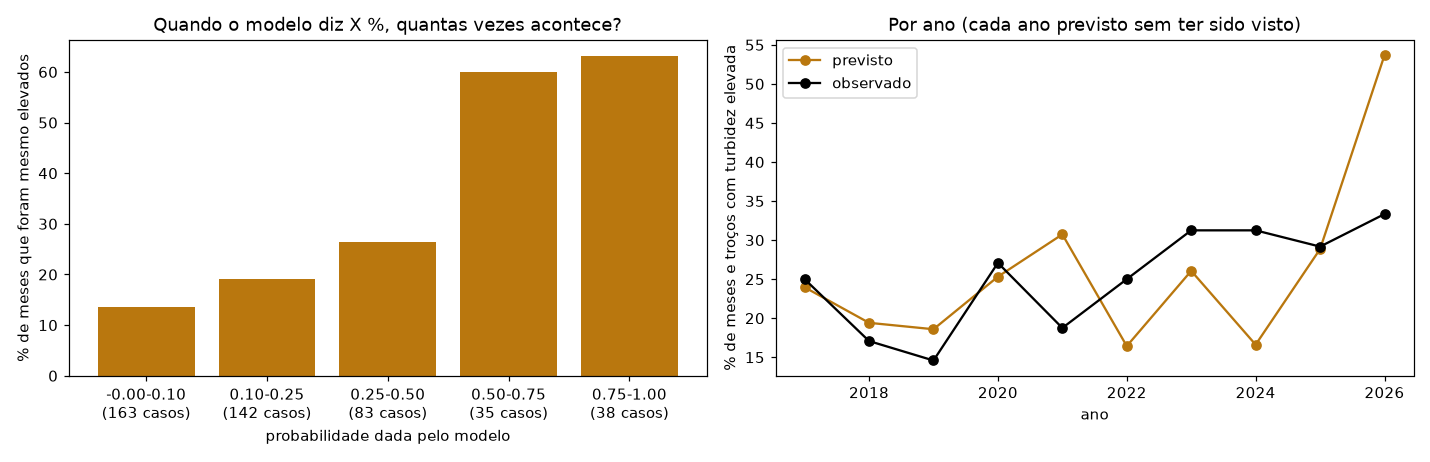 Quando o modelo diz X %, quantas vezes acontece?
% de meses que foram mesmo elevados
60
50
40
30
20
10
0
-0.00-0.10
(163 casos)
0.10-0.25
(142 casos)
0.25-0.50
(83 casos)
0.50-0.75
(35 casos)
0.75-1.00
(38 casos)
probabilidade dada pelo modelo
Por ano (cada ano previsto sem ter sido visto)
% de meses e troços com turbidez elevada
previsto
observado
55
50
45
40
35
30
25
20
15
2018
2020
2022
2024
2026
ano